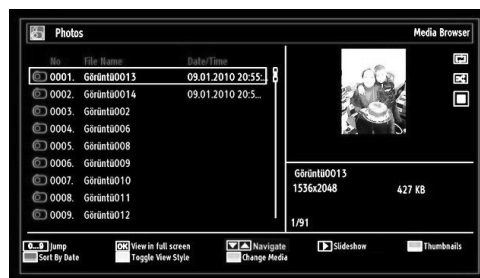 Photos Media Browser
No File Name Date/Time
0001. Görüntü0013 09.01.2010 20:55:..
0002. Görüntü0014 09.01.2010 20:5...
0003. Görüntü002
0004. Görüntü006
0005. Görüntü008
0006. Görüntü009
0007. Görüntü010
0008. Görüntü011
0009. Görüntü012
Görüntü0013
1536x2048 427 KB
1/91
0...9 Jump OK View in full screen Navigate Slideshow Thumbnails
Sort By Date Toggle View Style Change Media